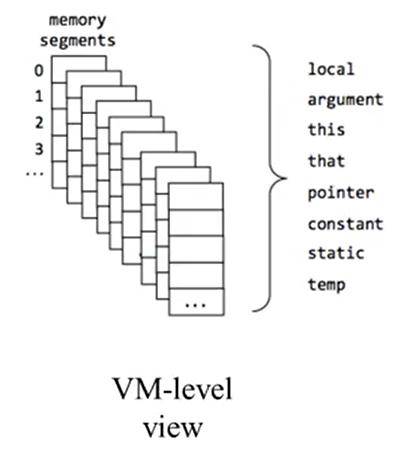 memory
segments
0
1
2
3
...
...
local
argument
this
that
pointer
constant
static
temp
VM-level
view